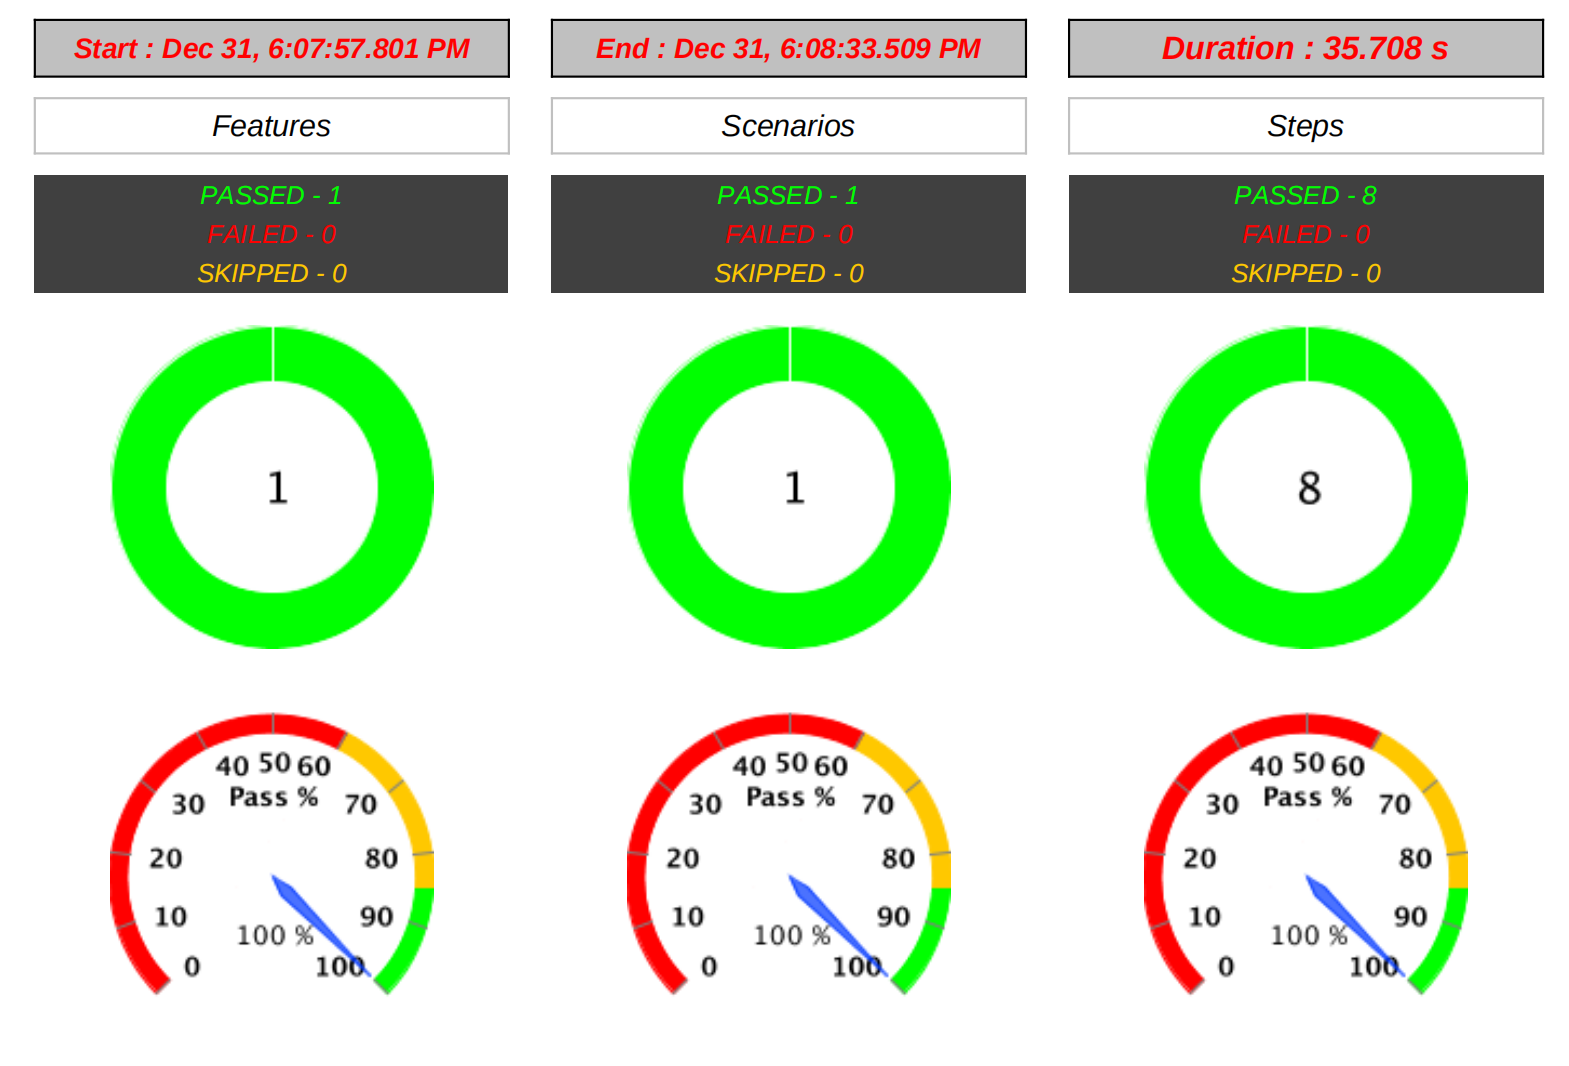 Start : Dec 31, 6:07:57.801 PM
End : Dec 31, 6:08:33.509 PM
Duration : 35.708 s
Features
Scenarios
Steps
PASSED - 1
FAILED - 0
SKIPPED - 0
PASSED - 1
FAILED - 0
SKIPPED - 0
PASSED - 8
FAILED - 0
SKIPPED - 0
1
1
8
40 50 60
Pass %
30
70
20
80
10
90
100 %
0
100
40 50 60
Pass %
30
70
20
80
10
90
100 %
0
100
40 50 60
Pass %
30
70
20
80
10
90
100 %
0
100